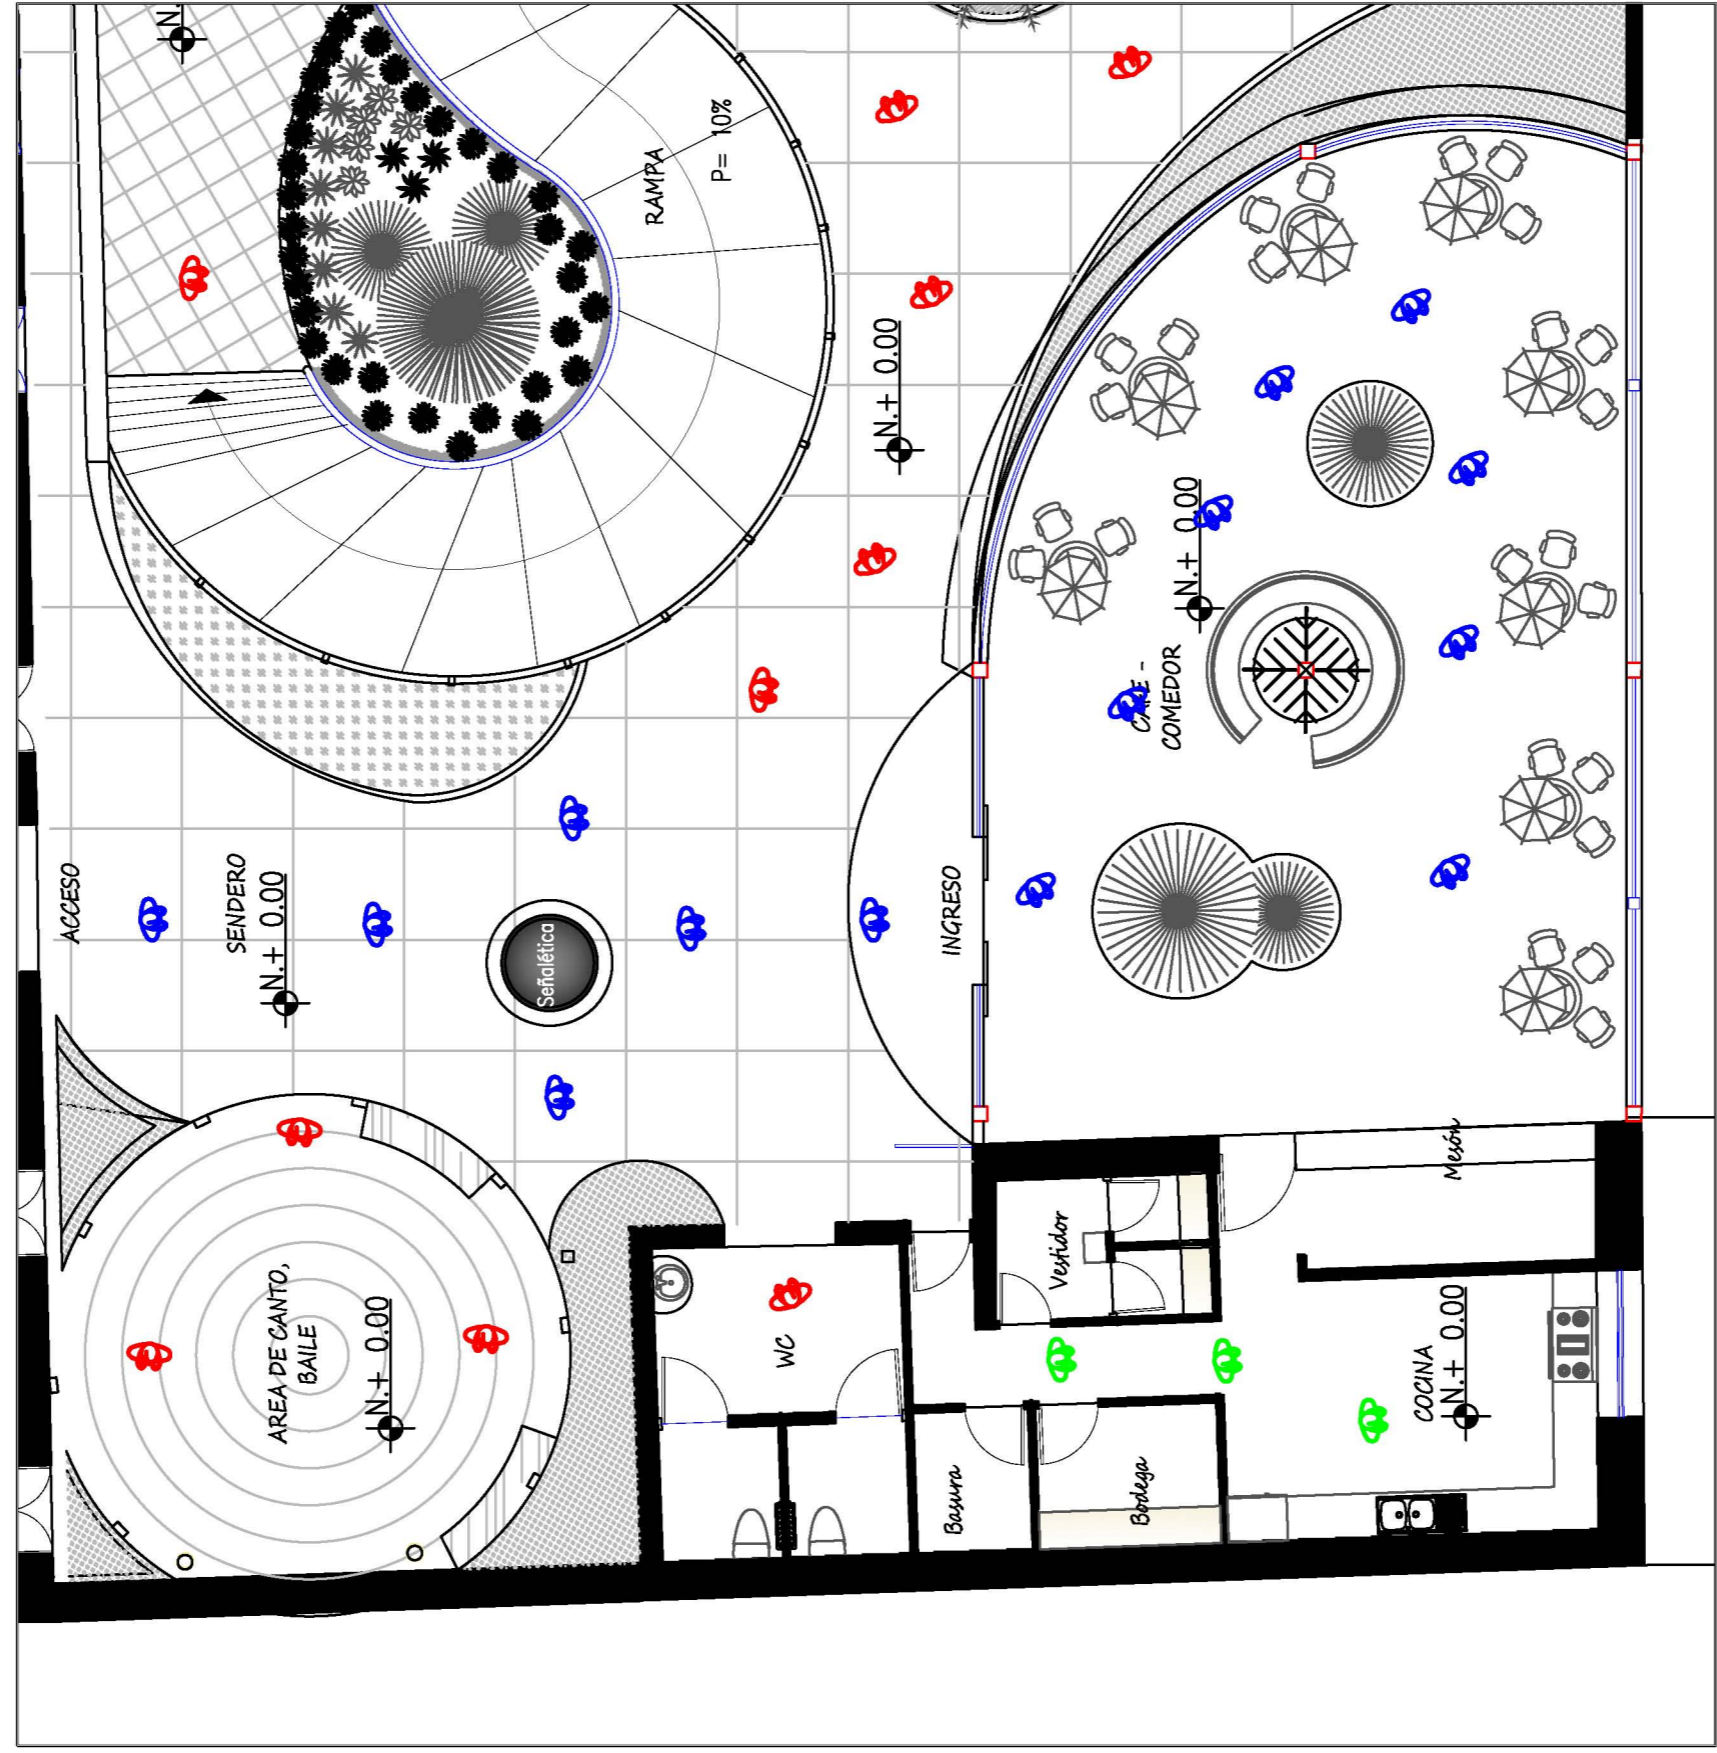 N.
RAMPA
P= 10%
N.+ 0.00
N.+ 0.00
CAFE -
COMEDOR
ACCESO
SENDERO
N.+ 0.00
Señalética
INGRESO
Mesón
Vestidor
AREA DE CANTO,
BAILE
N.+ 0.00
WC
COCINA
N.+ 0.00
Basura
Bodega